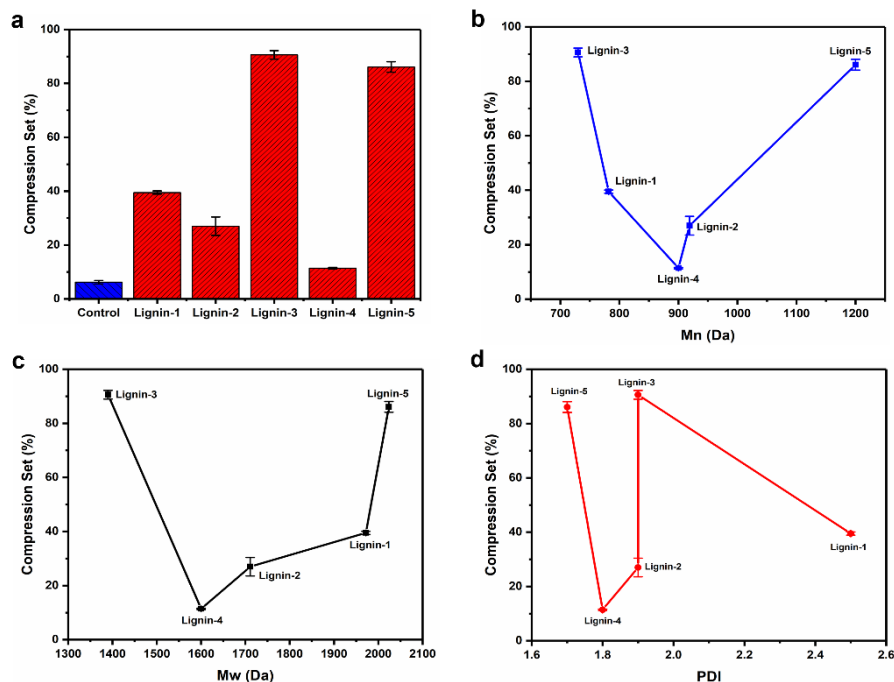 a
Compression Set (%)
100
80
60
40
20
0
Control Lignin-1 Lignin-2 Lignin-3 Lignin-4 Lignin-5
b
Compression Set (%)
100
80
60
40
20
0
Lignin-3
Lignin-5
Lignin-1
Lignin-2
Lignin-4
700 800 900 1000 1100 1200
Mn (Da)
c
Compression Set (%)
100
80
60
40
20
0
Lignin-3
Lignin-5
Lignin-1
Lignin-2
Lignin-4
1300 1400 1500 1600 1700 1800 1900 2000 2100
Mw (Da)
d
Compression Set (%)
100
80
60
40
20
0
Lignin-3
Lignin-5
Lignin-1
Lignin-2
Lignin-4
1.6 1.8 2.0 2.2 2.4 2.6
PDI